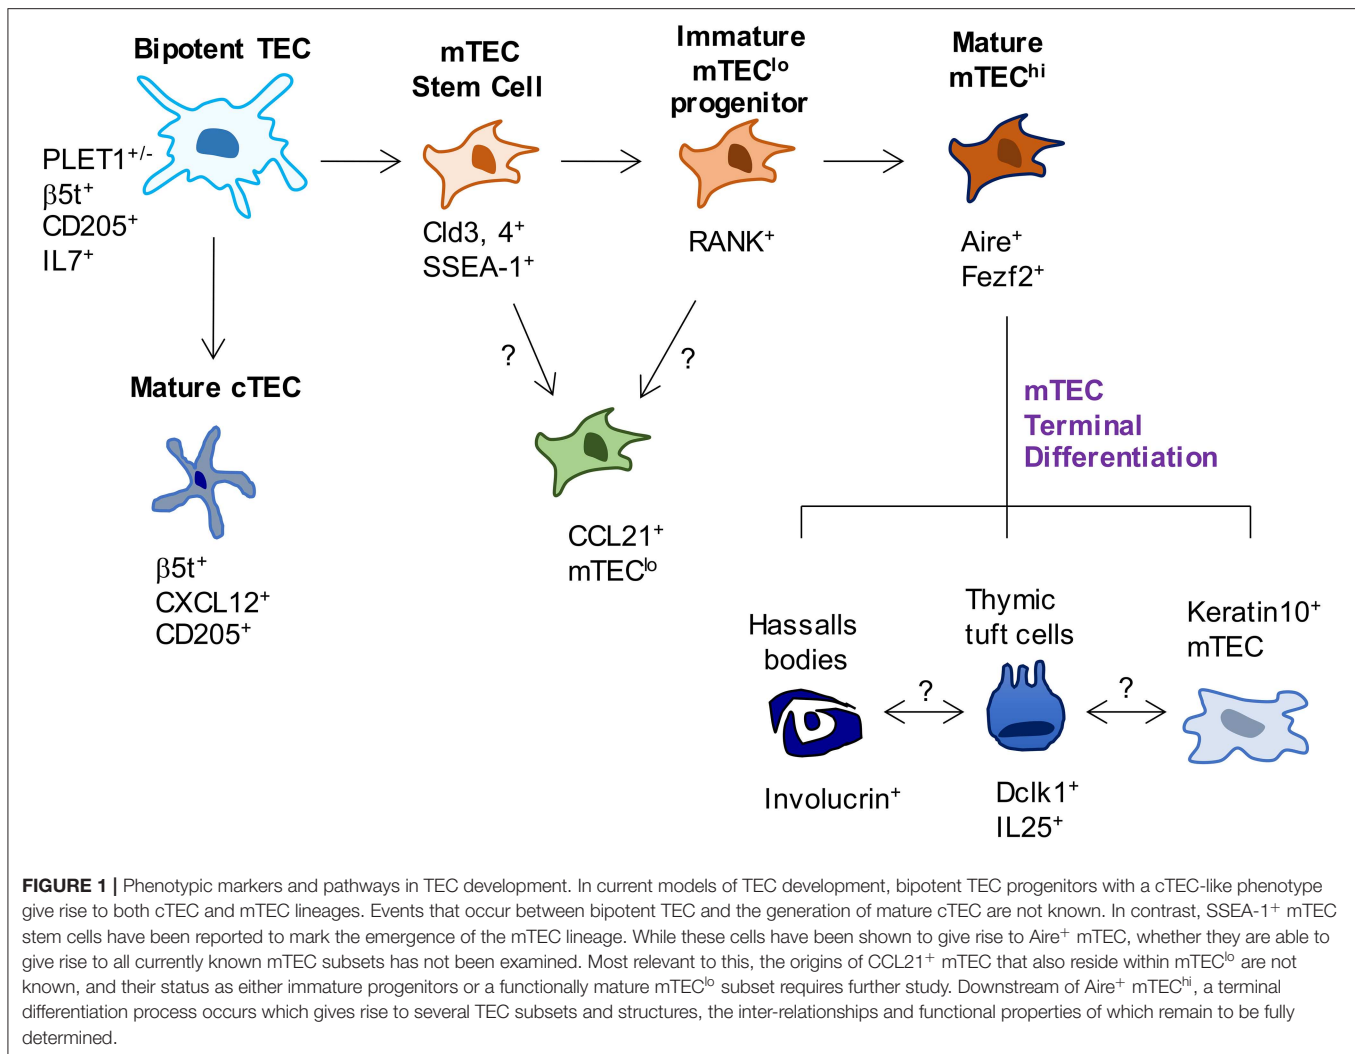 Bipotent TEC
PLET1+/-
β5t+
CD205+
IL7+
mTEC
Stem Cell
Cld3, 4+
SSEA-1+
Immature
mTEClo
progenitor
RANK+
Mature
mTEChi
Aire+
Fezf2+
?
?
Mature cTEC
β5t+
CXCL12+
CD205+
CCL21+
mTEClo
mTEC
Terminal
Differentiation
Hassalls
bodies
Involucrin+
?
Thymic
tuft cells
Dclk1+
IL25+
?
Keratin10+
mTEC
FIGURE 1 | Phenotypic markers and pathways in TEC development. In current models of TEC development, bipotent TEC progenitors with a cTEC-like phenotype
give rise to both cTEC and mTEC lineages. Events that occur between bipotent TEC and the generation of mature cTEC are not known. In contrast, SSEA-1+ mTEC
stem cells have been reported to mark the emergence of the mTEC lineage. While these cells have been shown to give rise to Aire+ mTEC, whether they are able to
give rise to all currently known mTEC subsets has not been examined. Most relevant to this, the origins of CCL21+ mTEC that also reside within mTEClo are not
known, and their status as either immature progenitors or a functionally mature mTEClo subset requires further study. Downstream of Aire+ mTEChi, a terminal
differentiation process occurs which gives rise to several TEC subsets and structures, the inter-relationships and functional properties of which remain to be fully
determined.